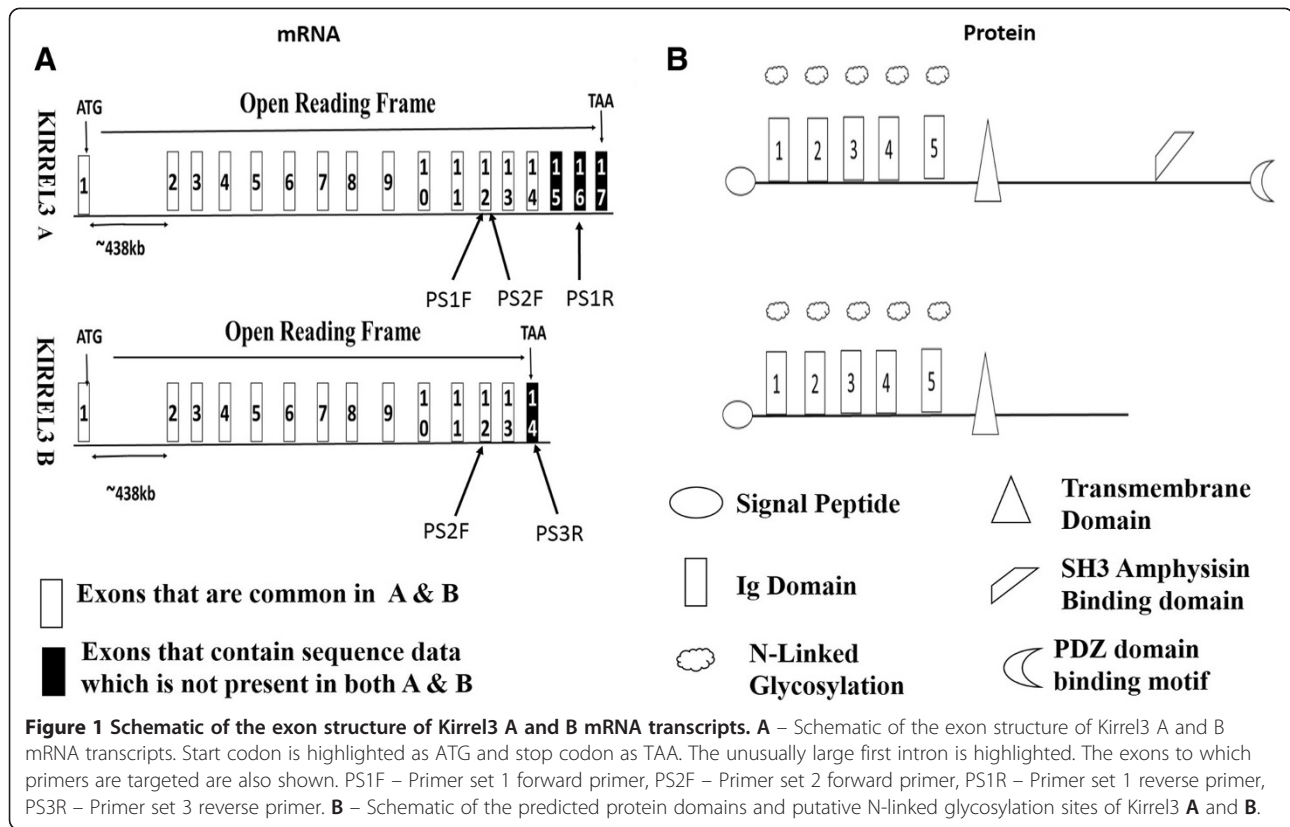 mRNA
Protein
A
B
KIRREL3 A
ATG
Open Reading Frame
TAA
1 2 3 4 5 6 7 8 9 10 11 12 13 14 15 16 17
~438kb
PS1F PS2F PS1R
KIRREL3 B
ATG
Open Reading Frame
TAA
1 2 3 4 5 6 7 8 9 10 11 12 13 14
~438kb
PS2F PS3R
Exons that are common in A & B
Exons that contain sequence data
which is not present in both A & B
1 2 3 4 5
1 2 3 4 5
Signal Peptide
Transmembrane
Domain
Ig Domain
SH3 Amphysisin
Binding domain
N-Linked
Glycosylation
PDZ domain
binding motif
Figure 1 Schematic of the exon structure of Kirrel3 A and B mRNA transcripts. A – Schematic of the exon structure of Kirrel3 A and B
mRNA transcripts. Start codon is highlighted as ATG and stop codon as TAA. The unusually large first intron is highlighted. The exons to which
primers are targeted are also shown. PS1F – Primer set 1 forward primer, PS2F – Primer set 2 forward primer, PS1R – Primer set 1 reverse primer,
PS3R – Primer set 3 reverse primer. B – Schematic of the predicted protein domains and putative N-linked glycosylation sites of Kirrel3 A and B.